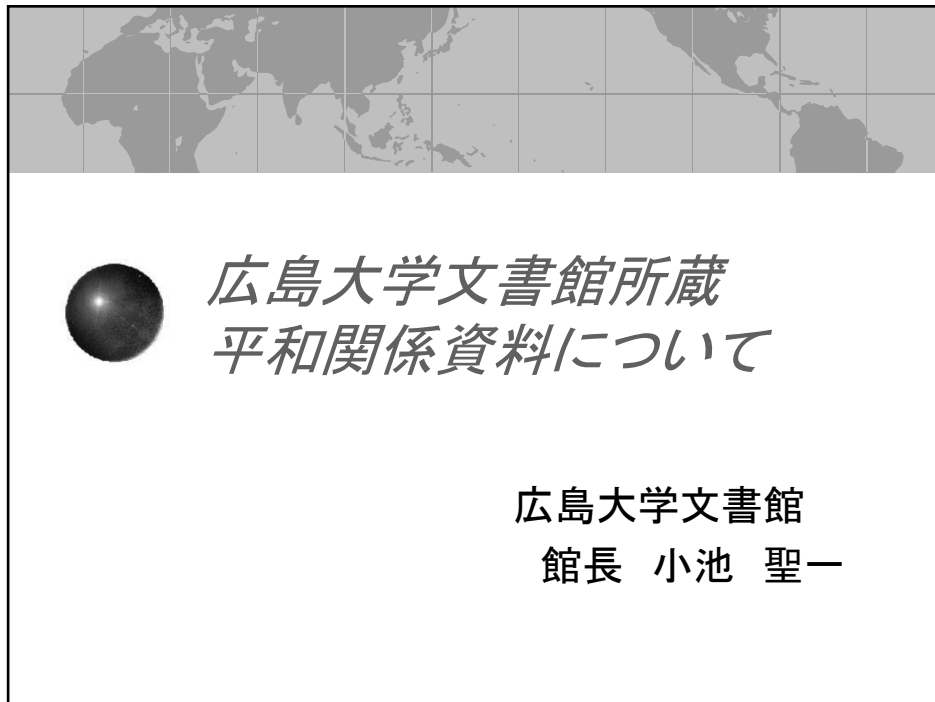 広島大学文書館所蔵
平和関係資料について
広島大学文書館
館長　小池　聖一